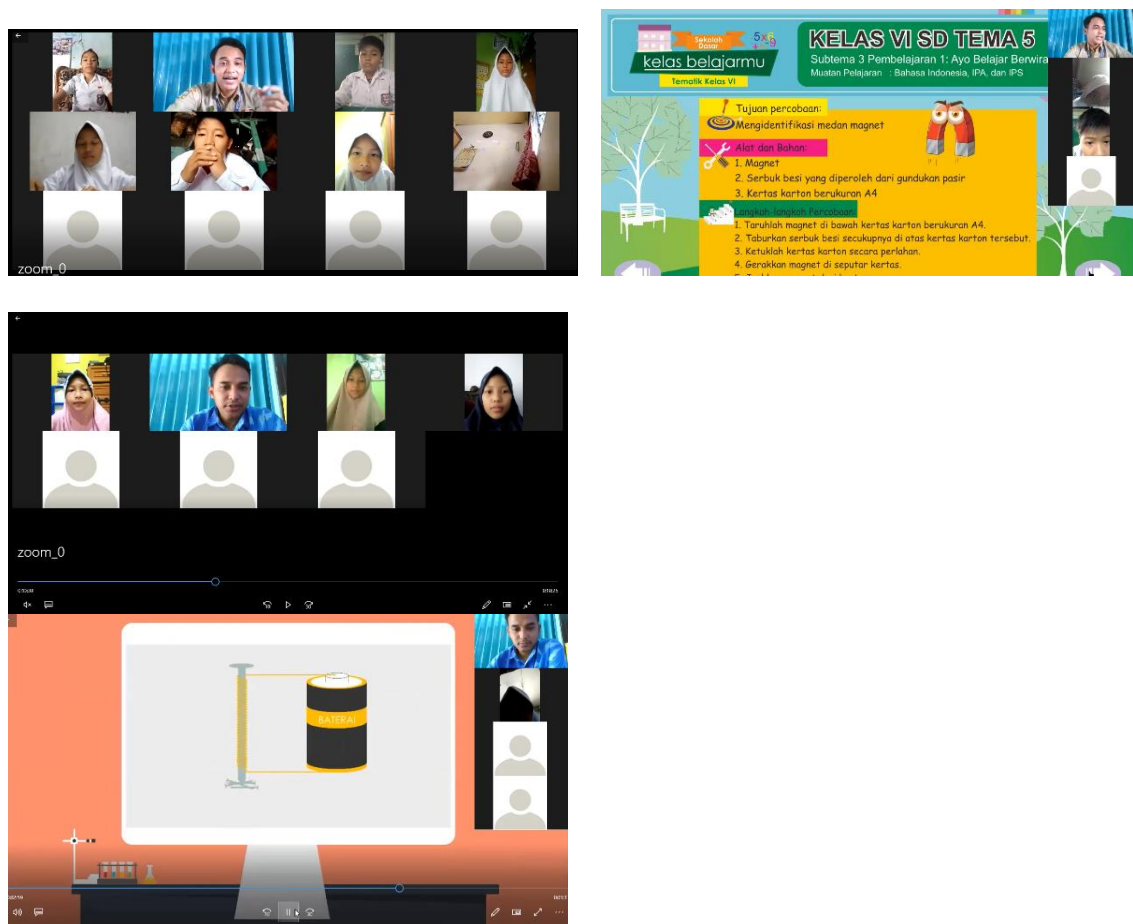 zoom_0
Sekolah
Dasar
5x6
kelas belajarmu
Tematik Kelas VI
KELAS VI SD TEMA 5
Subtema 3 Pembelajaran 1: Ayo Belajar Berwira
Muatan Pelajaran : Bahasa Indonesia, IPA, dan IPS
Tujuan percobaan:
Mengidentifikasi medan magnet
Alat dan Bahan:
1. Magnet
2. Serbuk besi yang diperoleh dari gundukan pasir
3. Kertas karton berukuran A4
Langkah-langkah Percobaan:
1. Taruhlah magnet di bawah kertas karton berukuran A4.
2. Taburkan serbuk besi secukupnya di atas kertas karton tersebut.
3. Ketuklah kertas karton secara perlahan.
4. Gerakkan magnet di seputar kertas.
zoom_0
BATERAI